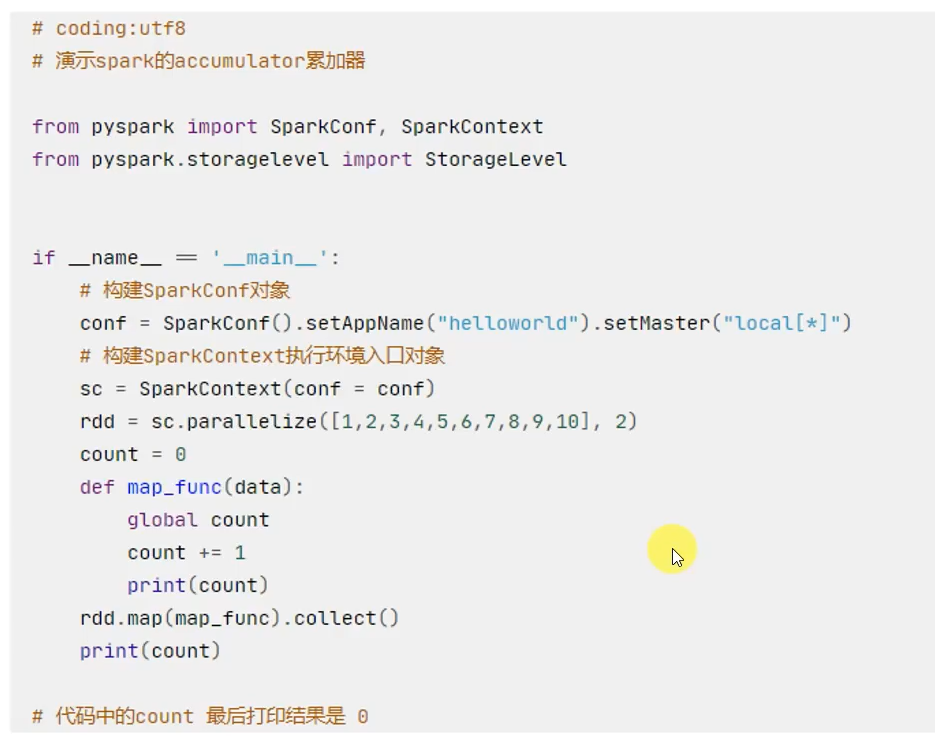 # coding:utf8
# 演示spark的accumulator累加器
from pyspark import SparkConf, SparkContext
from pyspark.storagelevel import StorageLevel
if __name__ == '__main__':
    # 构建SparkConf对象
    conf = SparkConf().setAppName("helloworld").setMaster("local[*]")
    # 构建SparkContext执行环境入口对象
    sc = SparkContext(conf = conf)
    rdd = sc.parallelize([1,2,3,4,5,6,7,8,9,10], 2)
    count = 0
    def map_func(data):
        global count
        count += 1
        print(count)
    rdd.map(map_func).collect()
    print(count)
# 代码中的count 最后打印结果是 0